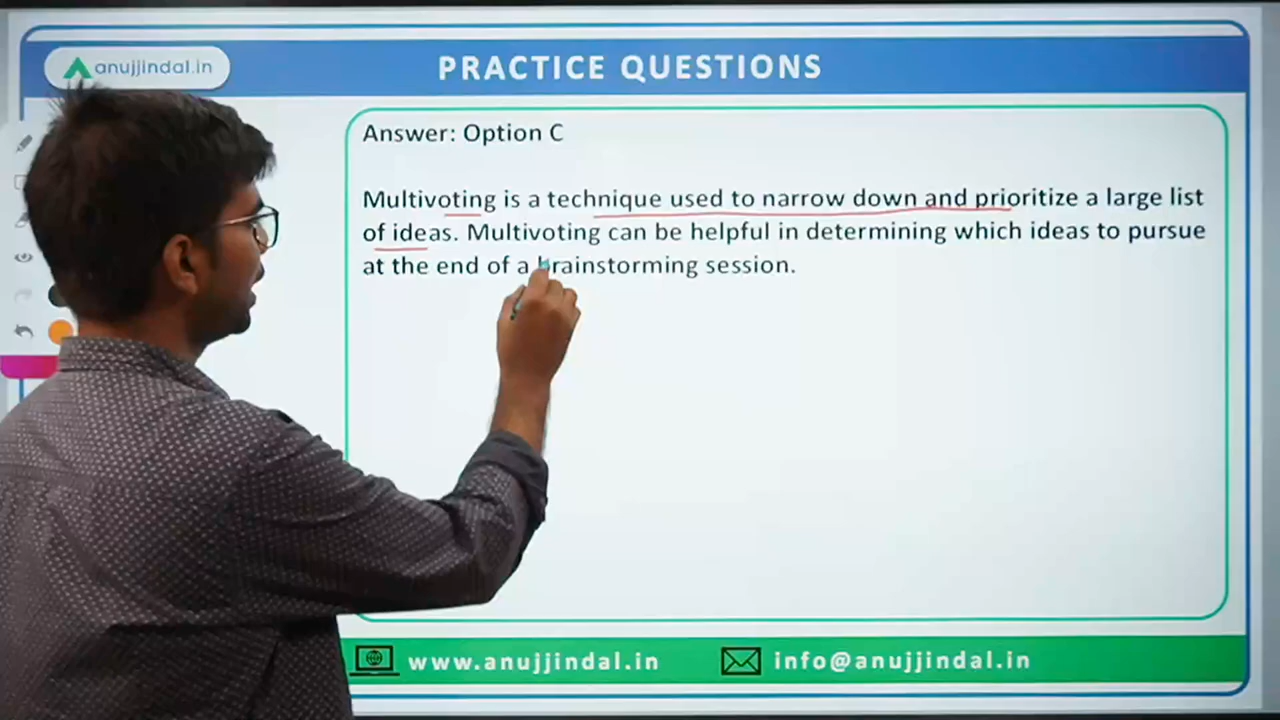 anujjindal.in
PRACTICE QUESTIONS
Answer: Option C
Multivoting is a technique used to narrow down and prioritize a large list
of ideas. Multivoting can be helpful in determining which ideas to pursue
at the end of a brainstorming session.
www.anujjindal.in
info@anujjindal.in